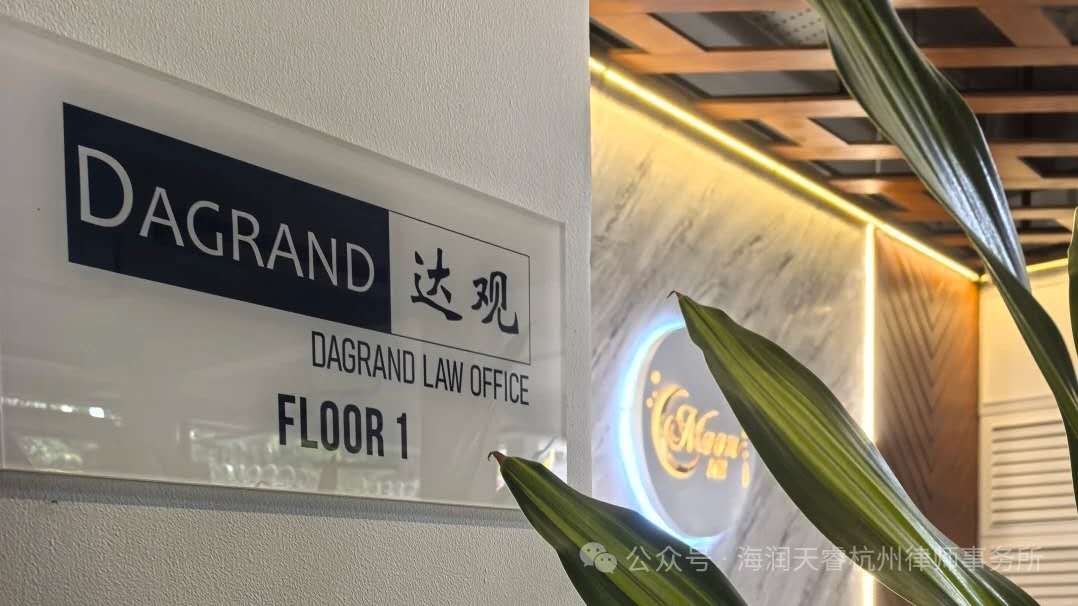 DAGRAND 达观
DAGRAND LAW OFFICE
FLOOR 1
公众号 · 海润天睿杭州律师事务所